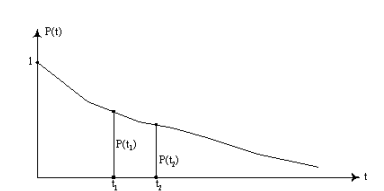 P(t)
1
P(t₁)
P(t₂)
t
t₁
t₂